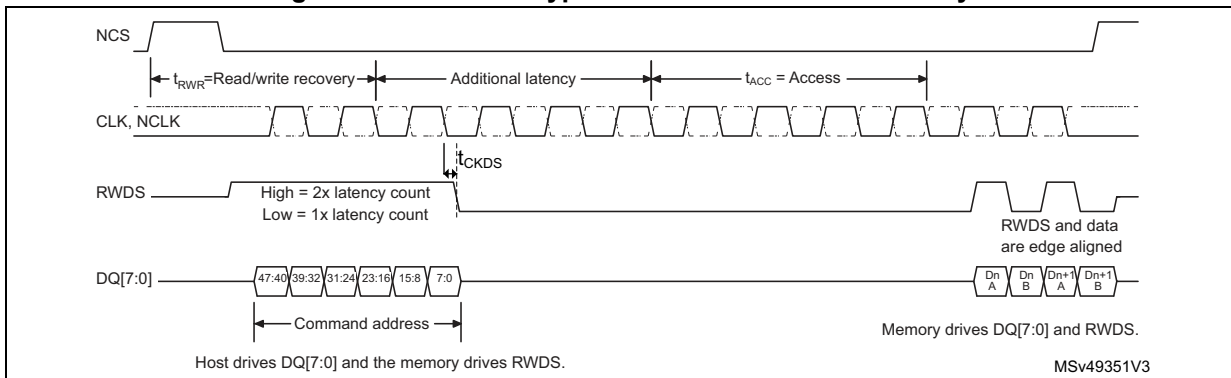 NCS
tRWR=Read/write recovery
Additional latency
tACC = Access
CLK, NCLK
tCKDS
RWDS
High = 2x latency count
Low = 1x latency count
RWDS and data
are edge aligned
DQ[7:0]
47:40 39:32 31:24 23:16 15:8 7:0
Dn A Dn B Dn+1 A Dn+1 B
Command address
Memory drives DQ[7:0] and RWDS.
Host drives DQ[7:0] and the memory drives RWDS.
MSv49351V3